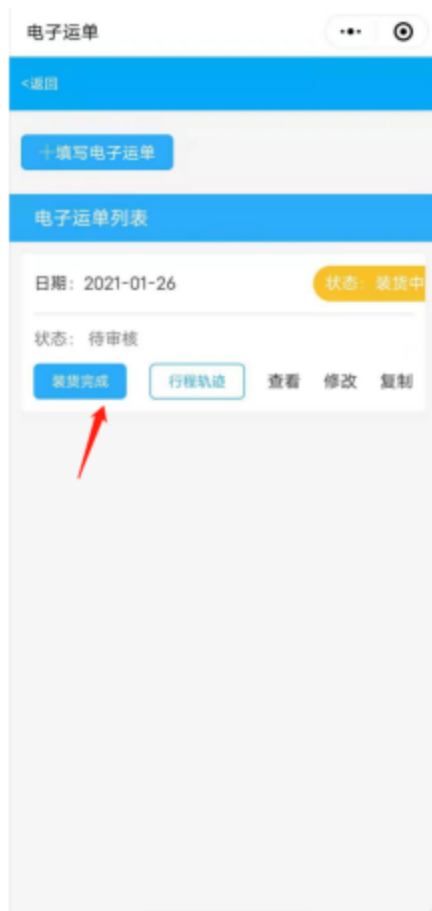 电子运单
<返回
+填写电子运单
电子运单列表
日期：2021-01-26 状态：装货中
状态：待审核
装货完成 行程轨迹 查看 修改 复制